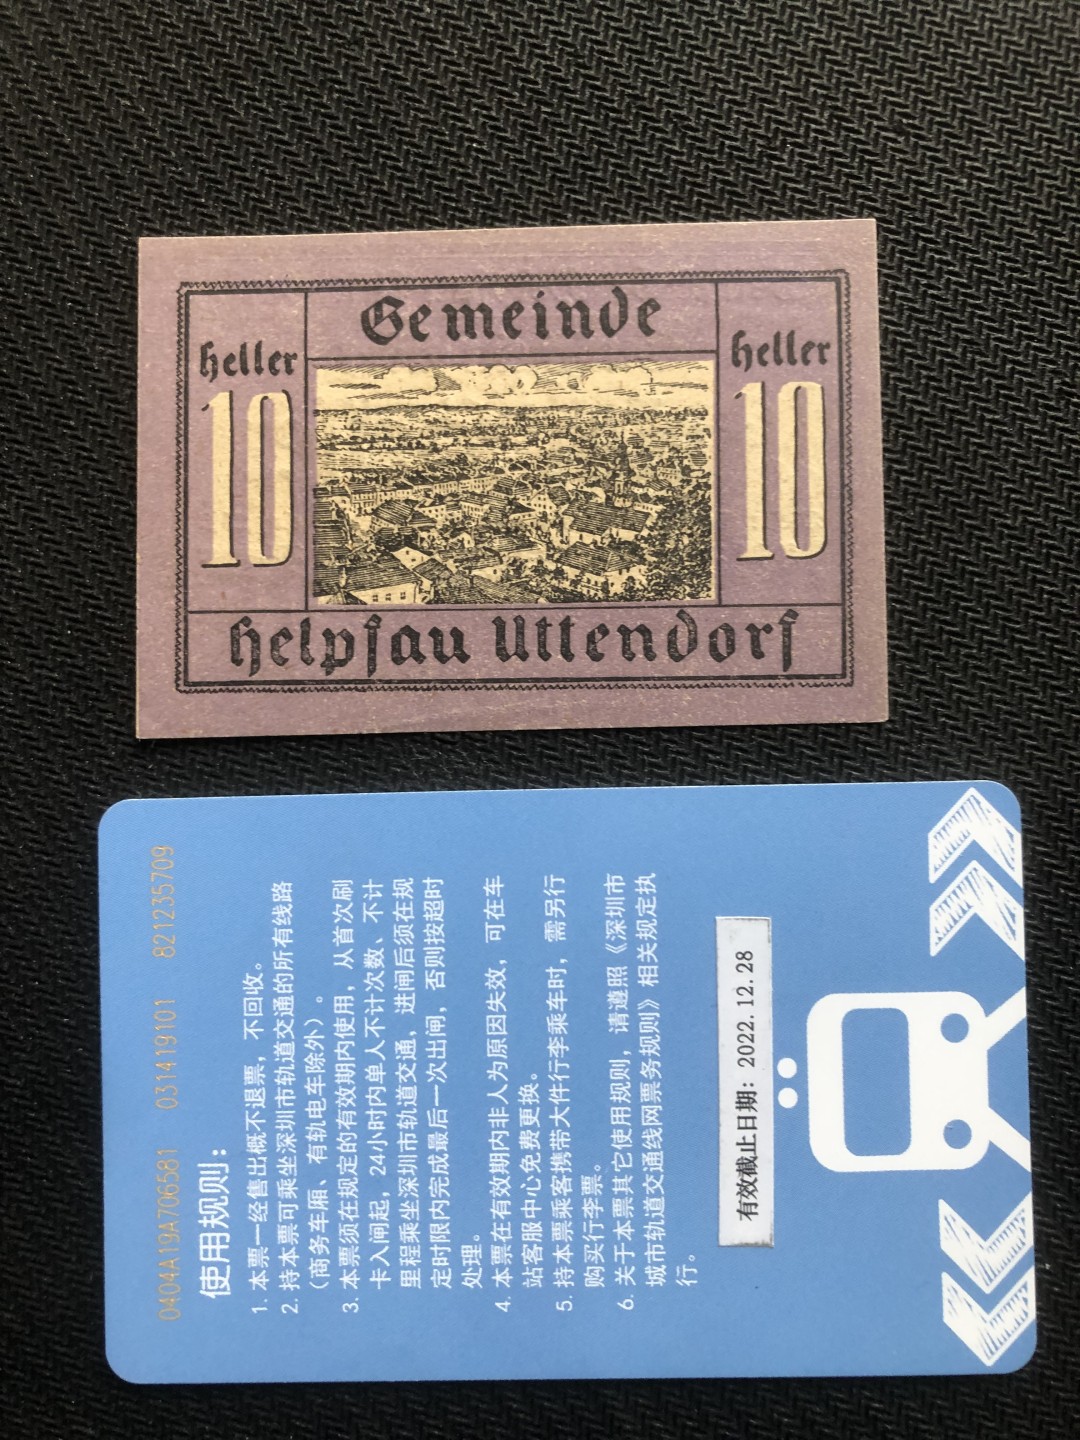 Gemeinde
Heller
10
Heller
10
Helpfau Uttendorf
0404A19A706581 031419101 821235709
使用规则：
1. 本票一经售出概不退票，不回收。
2. 持本票可乘坐深圳市轨道交通的所有线路
（商务车厢、有轨电车除外）。
3. 本票须在规定的有效期内使用，从首次刷
卡入闸起，24小时内单人不计次数、不计
里程乘坐深圳市轨道交通，进闸后须在规
定时限内完成最后一次出闸，否则按超时
处理。
4. 本票在有效期内非人为原因失效，可在车
站客服中心免费更换。
5. 持本票乘客携带大件行李乘车时，需另行
购买行李票。
6. 关于本票其它使用规则，请遵照《深圳市
城市轨道交通线网票务规则》相关规定执
行。
有效截止日期：2022.12.28